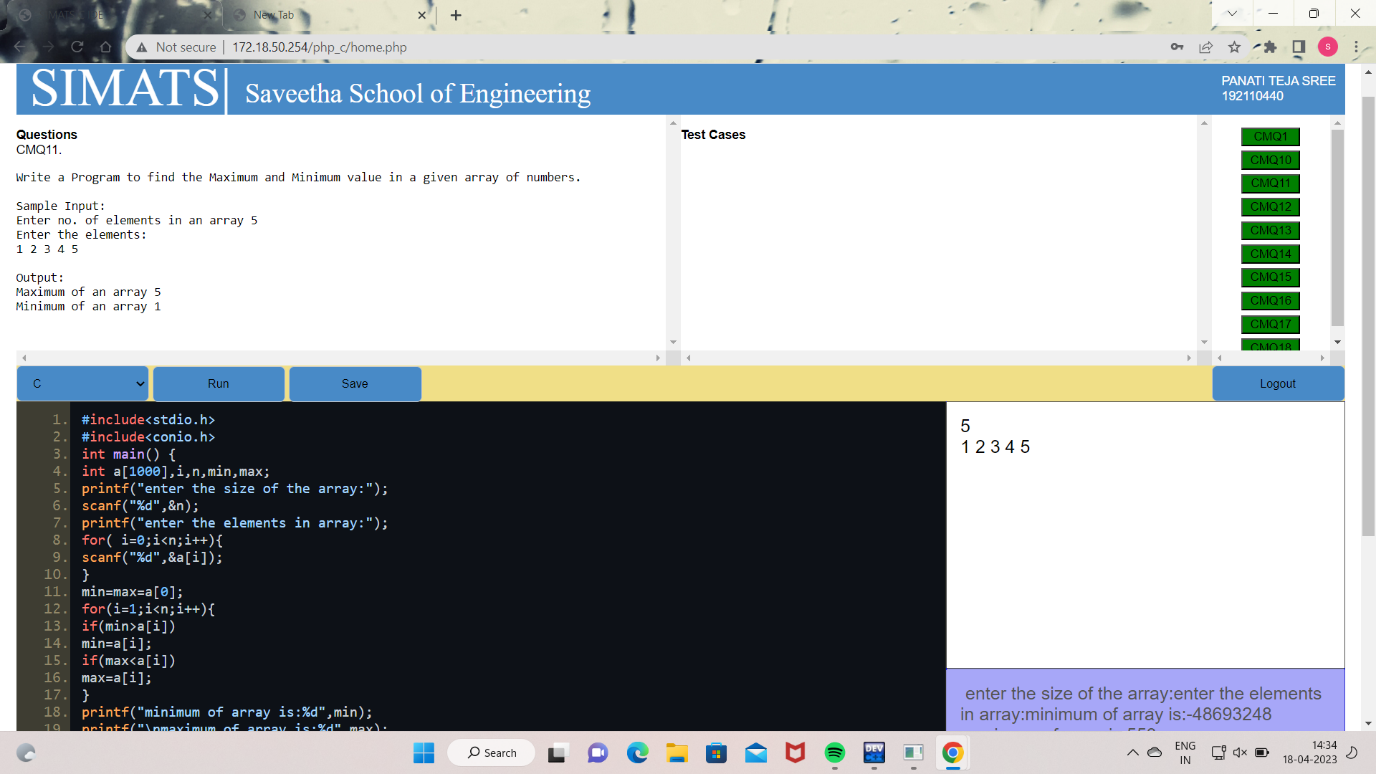 New Tab
Not secure | 172.18.50.254/php_c/home.php
S
SIMATS Saveetha School of Engineering
PANATI TEJA SREE
192110440
Questions
CMQ11.
Write a Program to find the Maximum and Minimum value in a given array of numbers.
Sample Input:
Enter no. of elements in an array 5
Enter the elements:
1 2 3 4 5
Output:
Maximum of an array 5
Minimum of an array 1
Test Cases
CMQ1
CMQ10
CMQ11
CMQ12
CMQ13
CMQ14
CMQ15
CMQ16
CMQ17
CMQ18
C
Run
Save
Logout
1. #include<stdio.h>
2. #include<conio.h>
3. int main() {
4. int a[1000],i,n,min,max;
5. printf("enter the size of the array:");
6. scanf("%d",&n);
7. printf("enter the elements in array:");
8. for( i=0;i<n;i++){
9. scanf("%d",&a[i]);
10. }
11. min=max=a[0];
12. for(i=1;i<n;i++){
13. if(min>a[i])
14. min=a[i];
15. if(max<a[i])
16. max=a[i];
17. }
18. printf("minimum of array is:%d",min);
19. printf("\nmaximum of array is:%d",max);
5
1 2 3 4 5
enter the size of the array:enter the elements
in array:minimum of array is:-48693248
Search
DEV
ENG
IN
14:34
18-04-2023